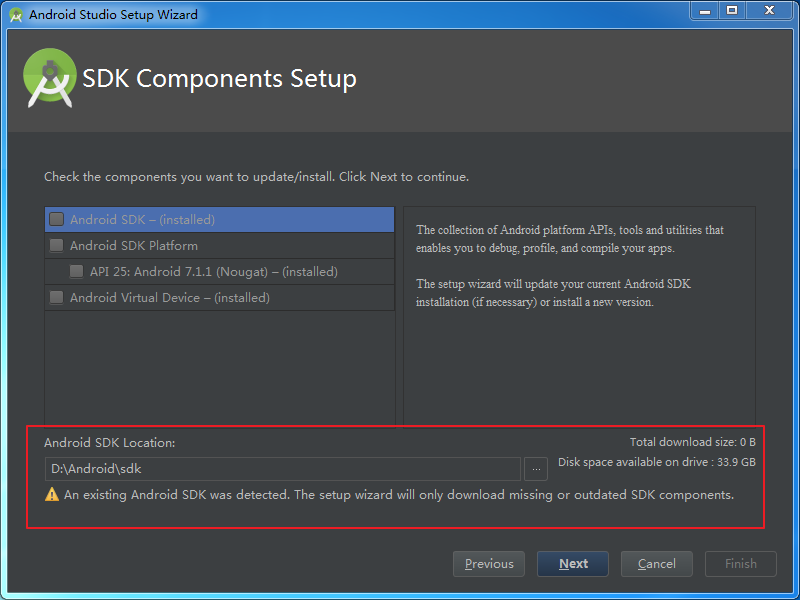 Android Studio Setup Wizard
SDK Components Setup
Check the components you want to update/install. Click Next to continue.
Android SDK – (installed)
Android SDK Platform
API 25: Android 7.1.1 (Nougat) – (installed)
Android Virtual Device – (installed)
The collection of Android platform APIs, tools and utilities that
enables you to debug, profile, and compile your apps.
The setup wizard will update your current Android SDK
installation (if necessary) or install a new version.
Android SDK Location:
Total download size: 0 B
D:\Android\sdk
...
Disk space available on drive : 33.9 GB
An existing Android SDK was detected. The setup wizard will only download missing or outdated SDK components.
Previous
Next
Cancel
Finish